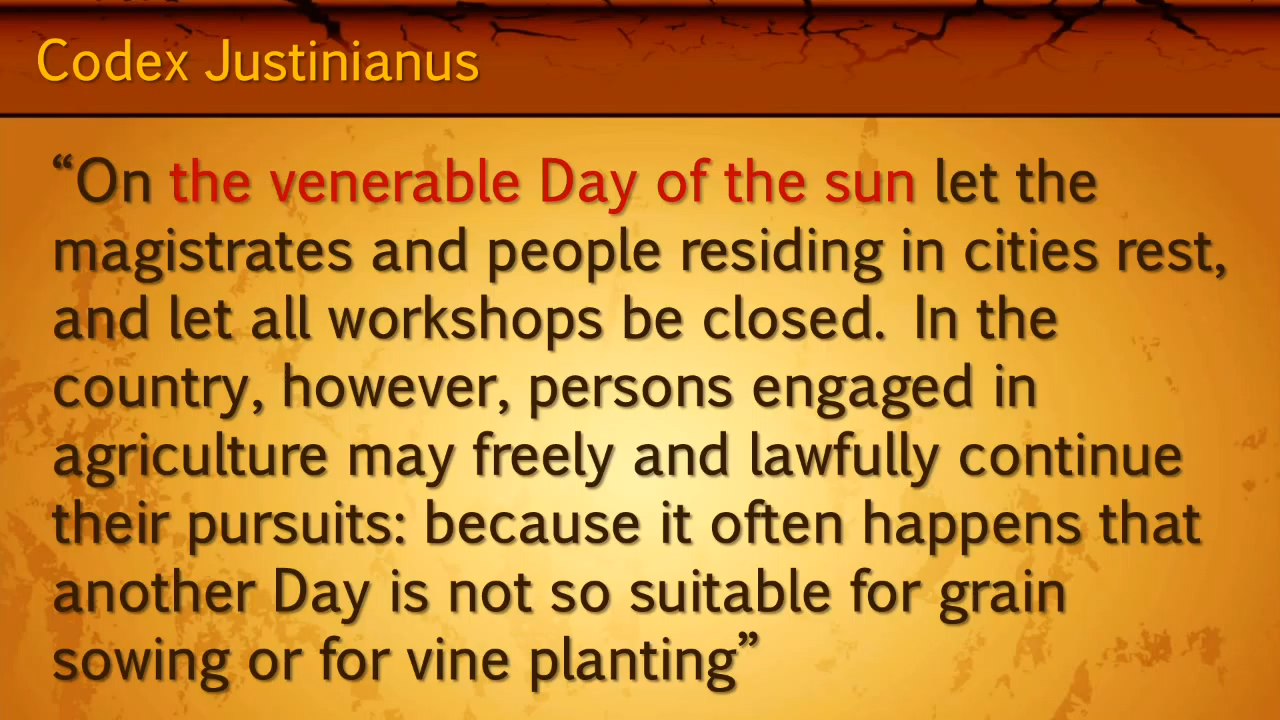 Codex Justinianus
“On the venerable Day of the sun let the
magistrates and people residing in cities rest,
and let all workshops be closed.  In the
country, however, persons engaged in
agriculture may freely and lawfully continue
their pursuits: because it often happens that
another Day is not so suitable for grain
sowing or for vine planting”